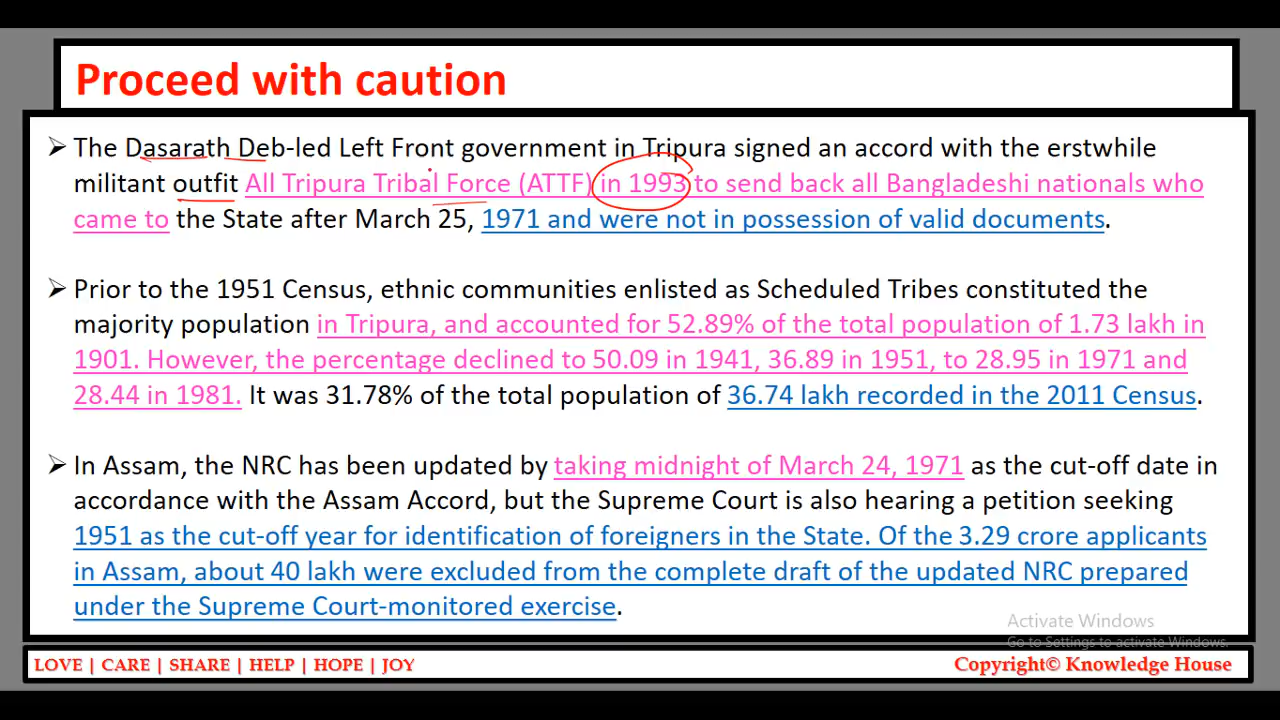 Proceed with caution
➢ The Dasarath Deb-led Left Front government in Tripura signed an accord with the erstwhile
militant outfit All Tripura Tribal Force (ATTF) in 1993 to send back all Bangladeshi nationals who
came to the State after March 25, 1971 and were not in possession of valid documents.
➢ Prior to the 1951 Census, ethnic communities enlisted as Scheduled Tribes constituted the
majority population in Tripura, and accounted for 52.89% of the total population of 1.73 lakh in
1901. However, the percentage declined to 50.09 in 1941, 36.89 in 1951, to 28.95 in 1971 and
28.44 in 1981. It was 31.78% of the total population of 36.74 lakh recorded in the 2011 Census.
➢ In Assam, the NRC has been updated by taking midnight of March 24, 1971 as the cut-off date in
accordance with the Assam Accord, but the Supreme Court is also hearing a petition seeking
1951 as the cut-off year for identification of foreigners in the State. Of the 3.29 crore applicants
in Assam, about 40 lakh were excluded from the complete draft of the updated NRC prepared
under the Supreme Court-monitored exercise.
Activate Windows
Go to Settings to activate Windows.
LOVE | CARE | SHARE | HELP | HOPE | JOY
Copyright© Knowledge House